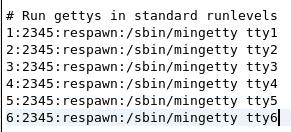 # Run gettys in standard runlevels
1:2345:respawn:/sbin/mingetty tty1
2:2345:respawn:/sbin/mingetty tty2
3:2345:respawn:/sbin/mingetty tty3
4:2345:respawn:/sbin/mingetty tty4
5:2345:respawn:/sbin/mingetty tty5
6:2345:respawn:/sbin/mingetty tty6